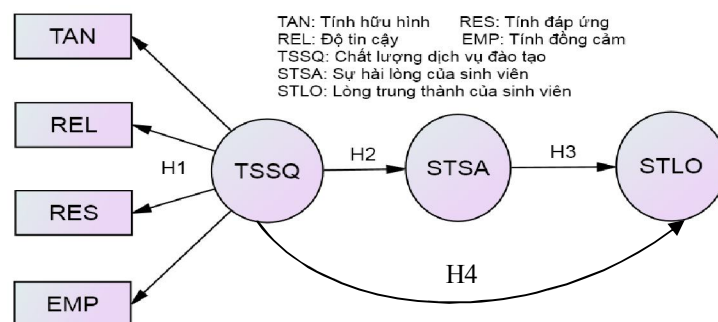 TAN
TAN: Tính hữu hình RES: Tính đáp ứng
REL: Độ tin cậy EMP: Tính đồng cảm
TSSQ: Chất lượng dịch vụ đào tạo
STSA: Sự hài lòng của sinh viên
STLO: Lòng trung thành của sinh viên
REL
H1
TSSQ
H2
STSA
H3
STLO
RES
H4
EMP